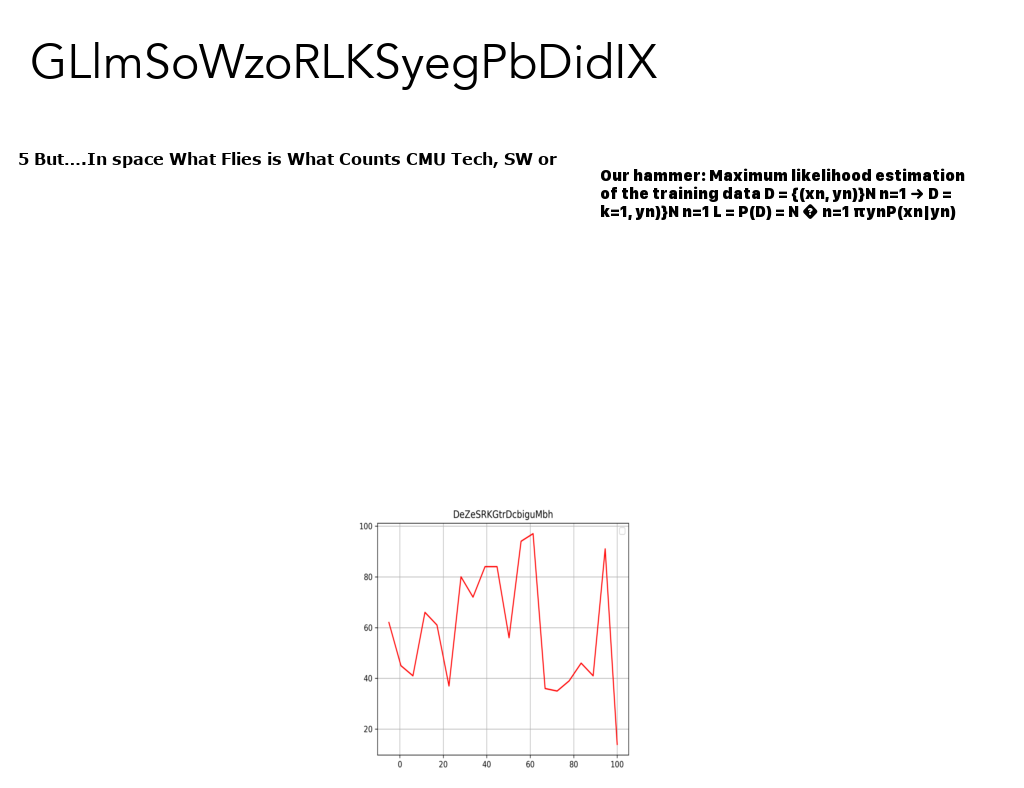 GLlmSoWzoRLKSyegPbDidIX
5 But....In space What Flies is What Counts CMU Tech, SW or
Our hammer: Maximum likelihood estimation
of the training data D = {(xn, yn)}N n=1 → D =
k=1, yn)}N n=1 L = P(D) = N � n=1 πynP(xn|yn)
DeZeSRKGtrDcbiguMbh
100
80
60
40
20
0 20 40 60 80 100